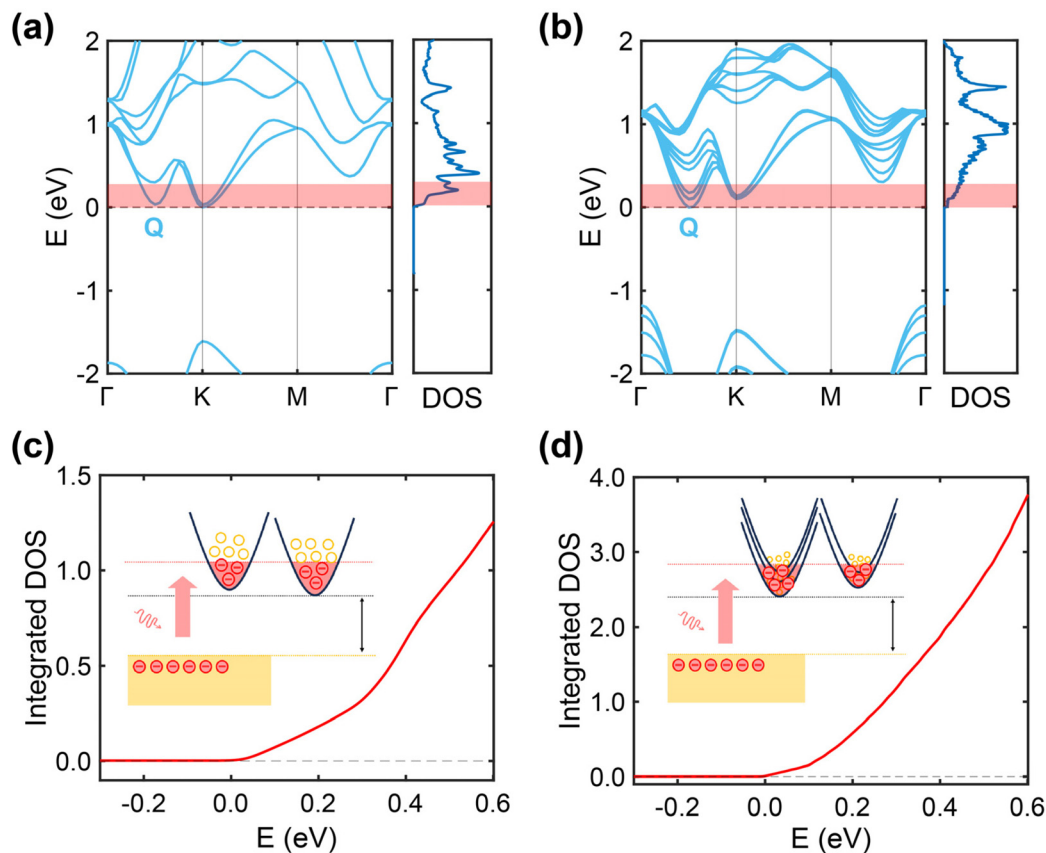 (a)
2
1
0
-1
-2
E (eV)
Q
Γ
K
M
Γ
DOS
(b)
2
1
0
-1
-2
E (eV)
Q
Γ
K
M
Γ
DOS
(c)
1.5
1.0
0.5
0.0
Integrated DOS
-0.2
0.0
0.2
0.4
0.6
E (eV)
(d)
4.0
3.0
2.0
1.0
0.0
Integrated DOS
-0.2
0.0
0.2
0.4
0.6
E (eV)